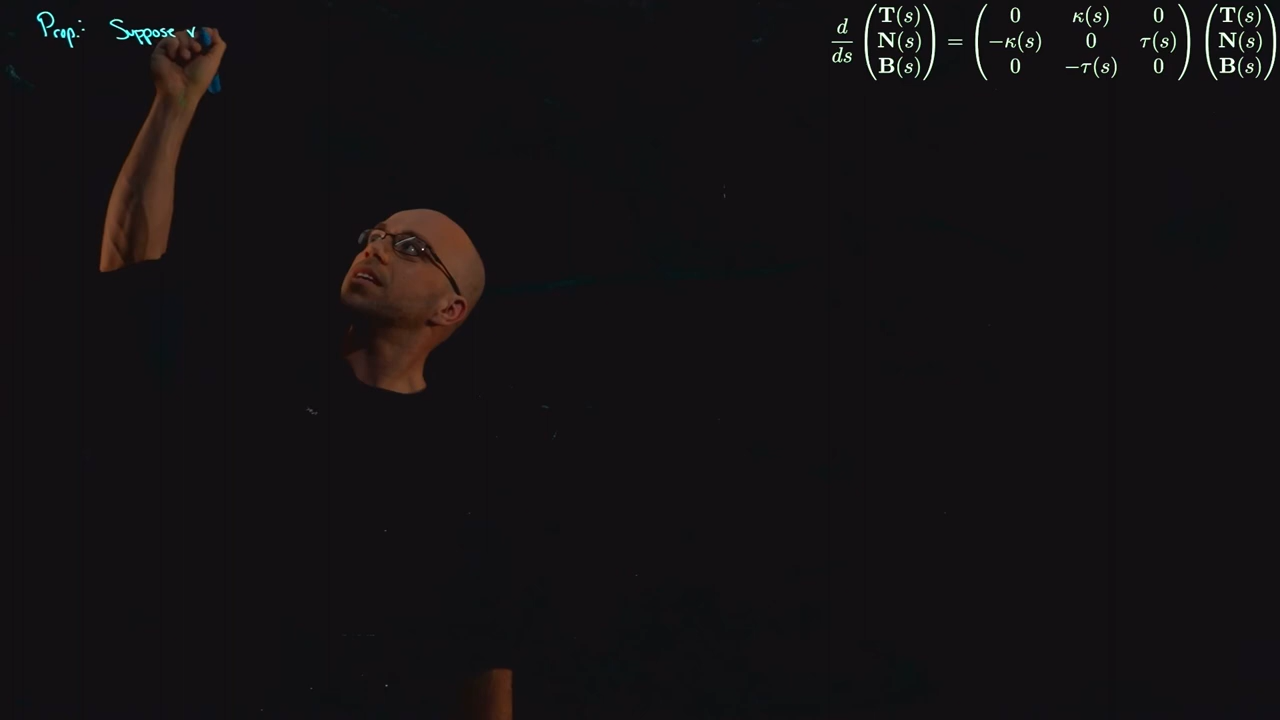 Prop.: Suppose
d/ds (T(s) N(s) B(s)) = (0 κ(s) 0 −κ(s) 0 τ(s) 0 −τ(s) 0) (T(s) N(s) B(s))